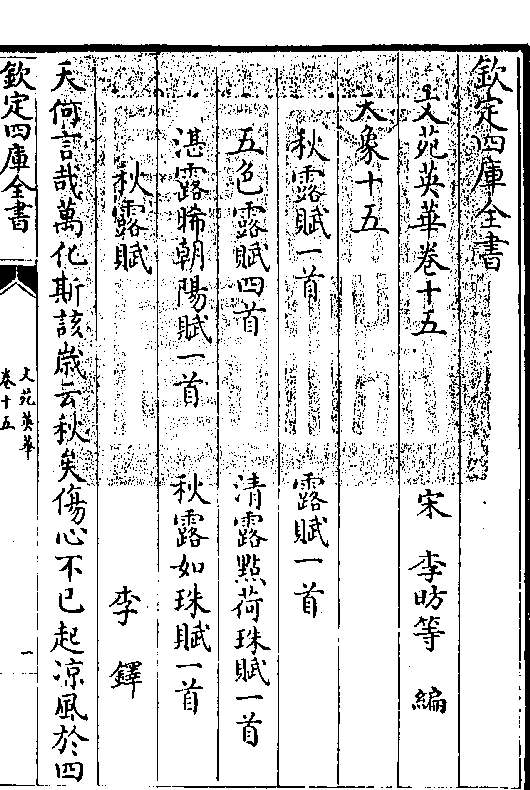 欽定四庫全書
文苑英華卷十五
宋 李昉等 編
天象十五
秋露賦一首 露賦一首
五色露賦四首 清露點荷珠賦一首
湛露晞朝陽賦一首 秋露如珠賦一首
秋露賦 李鐸
天何言哉萬化斯該歳云秋矣傷心不已起凉風於四
欽定四庫全書
文苑英華
卷十五
一